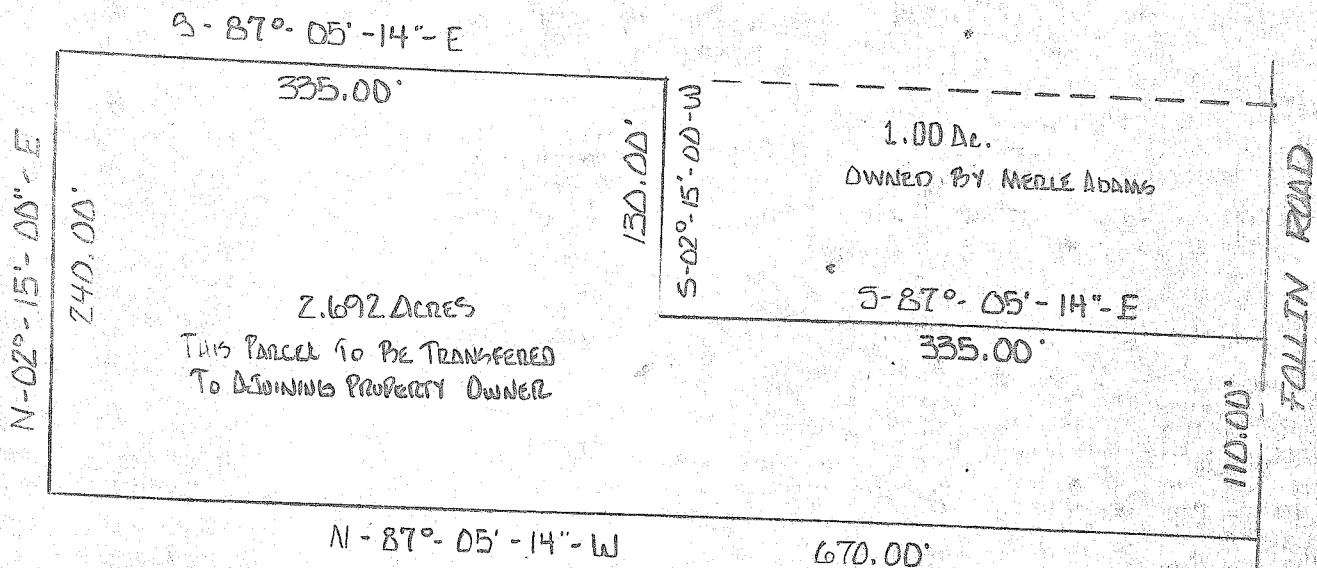 S-87°-05'-14"-E
335.00'
N-02°-15'-00"-E
240.00'
130.00'
S-02°-15'-00-W
1.00 Ac.
OWNED BY MERLE ADAMS
FOLLIN ROAD
2.692 ACRES
THIS PARCEL TO BE TRANSFERED
TO ADJOINING PROPERTY OWNER
S-87°-05'-14"-E
335.00'
110.00'
N-87°-05'-14"-W
670.00'